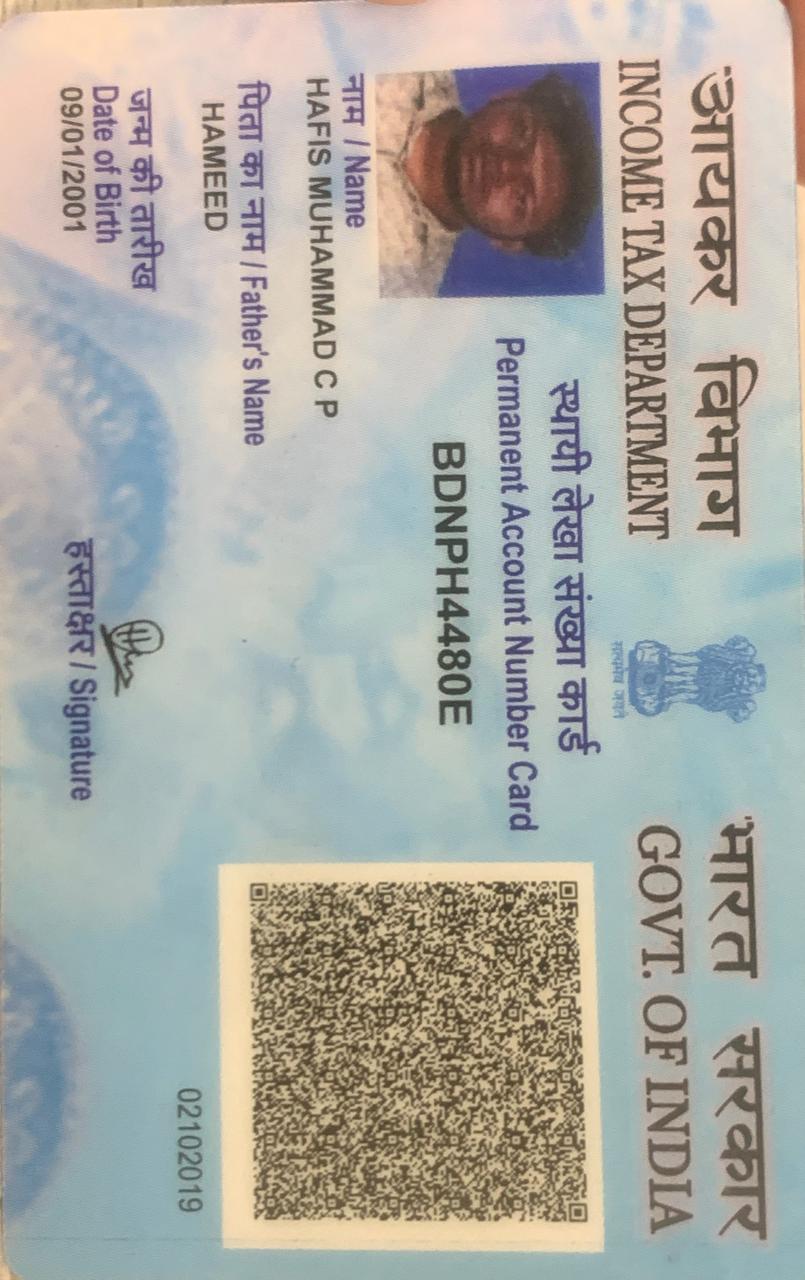 आयकर विभाग
INCOME TAX DEPARTMENT
सत्यमेव जयते
भारत सरकार
GOVT. OF INDIA
स्थायी लेखा संख्या कार्ड
Permanent Account Number Card
BDNPH4480E
नाम / Name
HAFIS MUHAMMAD C P
पिता का नाम / Father's Name
HAMEED
जन्म की तारीख
Date of Birth
09/01/2001
हस्ताक्षर / Signature
02102019